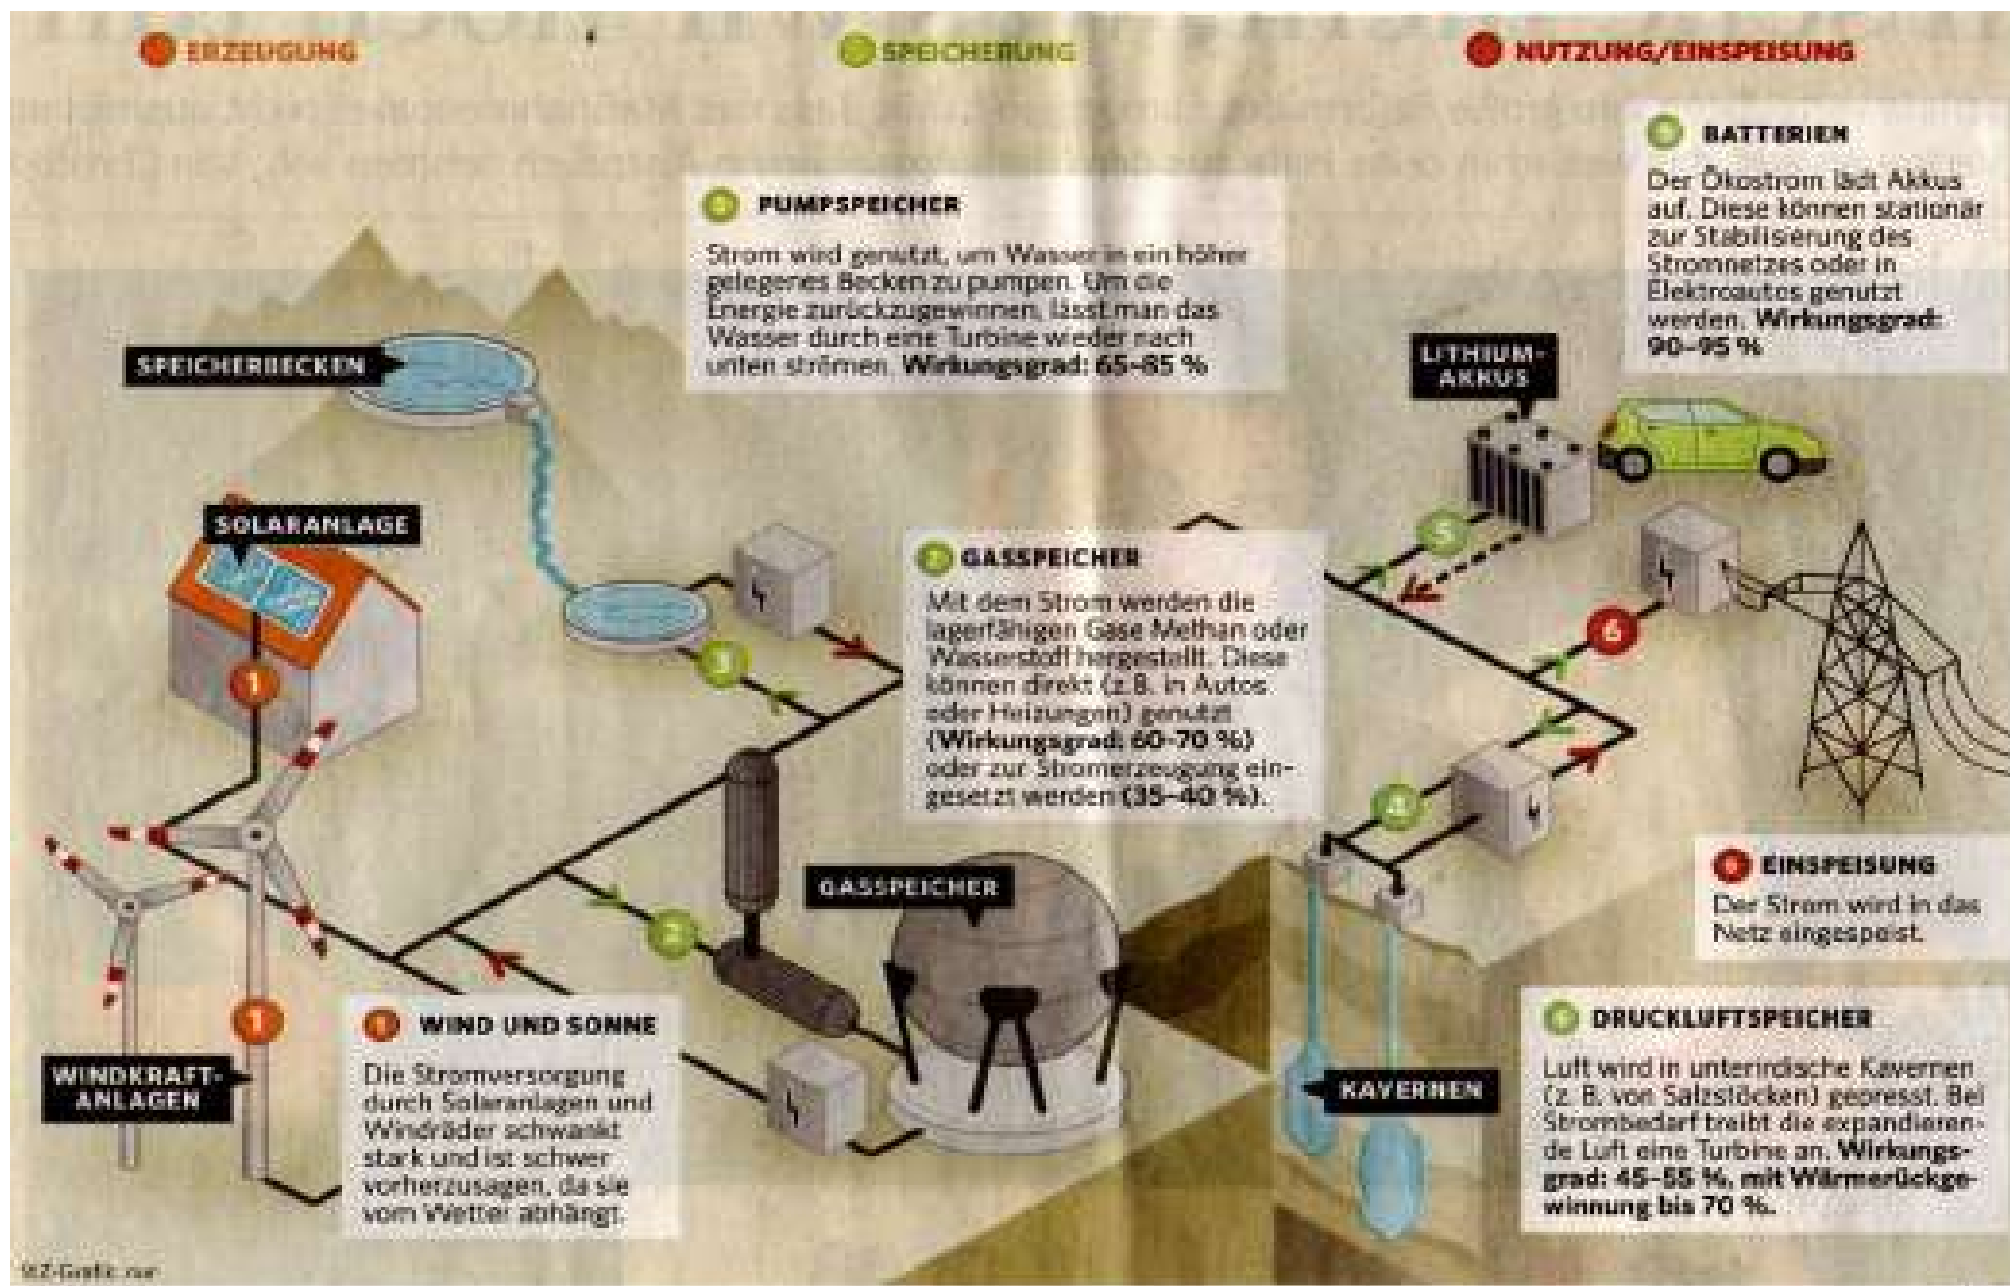 ERZEUGUNG
SPEICHERUNG
NUTZUNG/EINSPEISUNG
BATTERIEN
Der Ökostrom lädt Akkus
auf. Diese können stationär
zur Stabilisierung des
Stromnetzes oder in
Elektroautos genutzt
werden. Wirkungsgrad:
90–95 %
3 PUMPSPEICHER
Strom wird genutzt, um Wasser in ein höher
gelegenes Becken zu pumpen. Um die
Energie zurückzugewinnen, lässt man das
Wasser durch eine Turbine wieder nach
unten strömen. Wirkungsgrad: 65–85 %
SPEICHERBECKEN
LITHIUM-
AKKUS
SOLARANLAGE
2 GASSPEICHER
Mit dem Strom werden die
lagerfähigen Gase Methan oder
Wasserstoff hergestellt. Diese
können direkt (z.B. in Autos
oder Heizungen) genutzt
(Wirkungsgrad: 60–70 %)
oder zur Stromerzeugung ein-
gesetzt werden (35–40 %).
5
6
3
1
4
GASSPEICHER
2
6 EINSPEISUNG
Der Strom wird in das
Netz eingespeist.
1
1 WIND UND SONNE
Die Stromversorgung
durch Solaranlagen und
Windräder schwankt
stark und ist schwer
vorherzusagen, da sie
vom Wetter abhängt.
WINDKRAFT-
ANLAGEN
KAVERNEN
DRUCKLUFTSPEICHER
Luft wird in unterirdische Kavernen
(z. B. von Salzstöcken) gepresst. Bei
Strombedarf treibt die expandieren-
de Luft eine Turbine an. Wirkungs-
grad: 45–55 %, mit Wärmerückge-
winnung bis 70 %.
StZ-Grafik